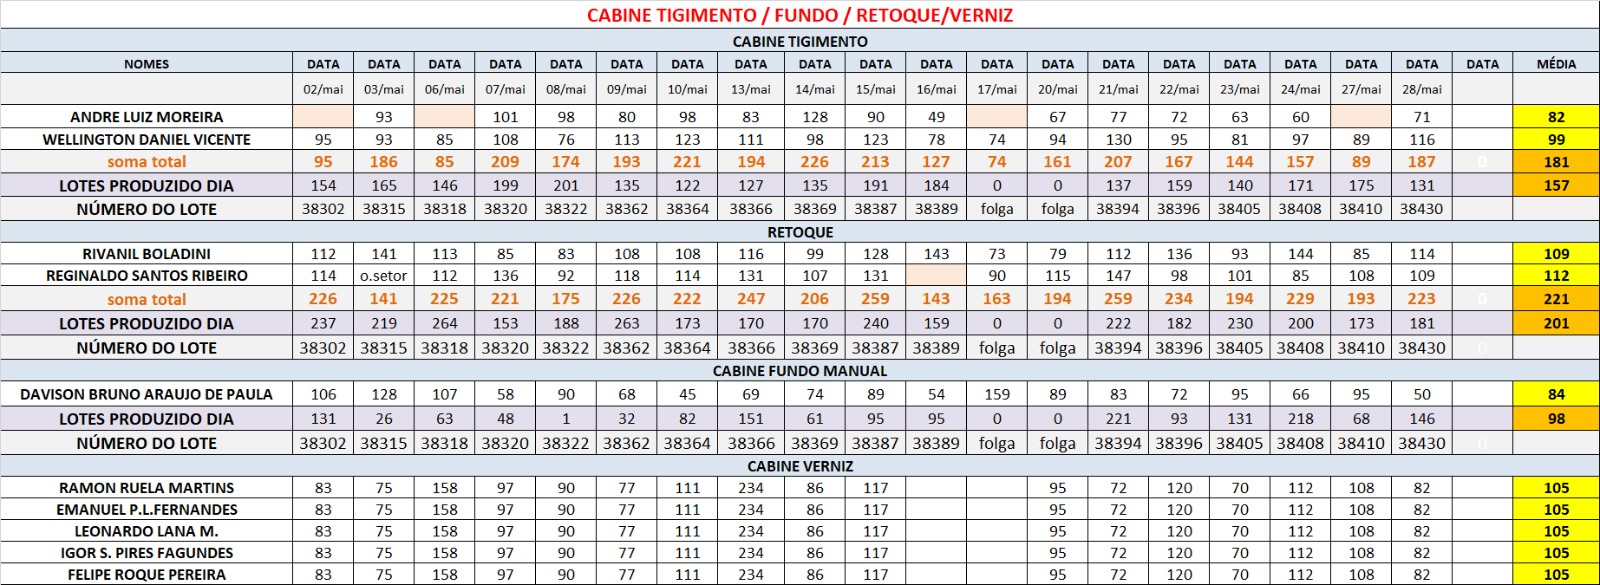 CABINE TIGIMENTO / FUNDO / RETOQUE/VERNIZ
CABINE TIGIMENTO
NOMES DATA DATA DATA DATA DATA DATA DATA DATA DATA DATA DATA DATA DATA DATA DATA DATA DATA DATA DATA DATA MÉDIA
02/mai 03/mai 06/mai 07/mai 08/mai 09/mai 10/mai 13/mai 14/mai 15/mai 16/mai 17/mai 20/mai 21/mai 22/mai 23/mai 24/mai 27/mai 28/mai
ANDRE LUIZ MOREIRA 93 101 98 80 98 83 128 90 49 67 77 72 63 60 71 82
WELLINGTON DANIEL VICENTE 95 93 85 108 76 113 123 111 98 123 78 74 94 130 95 81 97 89 116 99
soma total 95 186 85 209 174 193 221 194 226 213 127 74 161 207 167 144 157 89 187 0 181
LOTES PRODUZIDO DIA 154 165 146 199 201 135 122 127 135 191 184 0 0 137 159 140 171 175 131 157
NÚMERO DO LOTE 38302 38315 38318 38320 38322 38362 38364 38366 38369 38387 38389 folga folga 38394 38396 38405 38408 38410 38430
RETOQUE
RIVANIL BOLADINI 112 141 113 85 83 108 108 116 99 128 143 73 79 112 136 93 144 85 114 109
REGINALDO SANTOS RIBEIRO 114 o.setor 112 136 92 118 114 131 107 131 90 115 147 98 101 85 108 109 112
soma total 226 141 225 221 175 226 222 247 206 259 143 163 194 259 234 194 229 193 223 0 221
LOTES PRODUZIDO DIA 237 219 264 153 188 263 173 170 170 240 159 0 0 222 182 230 200 173 181 201
NÚMERO DO LOTE 38302 38315 38318 38320 38322 38362 38364 38366 38369 38387 38389 folga folga 38394 38396 38405 38408 38410 38430 0
CABINE FUNDO MANUAL
DAVISON BRUNO ARAUJO DE PAULA 106 128 107 58 90 68 45 69 74 89 54 159 89 83 72 95 66 95 50 84
LOTES PRODUZIDO DIA 131 26 63 48 1 32 82 151 61 95 95 0 0 221 93 131 218 68 146 98
NÚMERO DO LOTE 38302 38315 38318 38320 38322 38362 38364 38366 38369 38387 38389 folga folga 38394 38396 38405 38408 38410 38430 0
CABINE VERNIZ
RAMON RUELA MARTINS 83 75 158 97 90 77 111 234 86 117 95 72 120 70 112 108 82 105
EMANUEL P.L.FERNANDES 83 75 158 97 90 77 111 234 86 117 95 72 120 70 112 108 82 105
LEONARDO LANA M. 83 75 158 97 90 77 111 234 86 117 95 72 120 70 112 108 82 105
IGOR S. PIRES FAGUNDES 83 75 158 97 90 77 111 234 86 117 95 72 120 70 112 108 82 105
FELIPE ROQUE PEREIRA 83 75 158 97 90 77 111 234 86 117 95 72 120 70 112 108 82 105